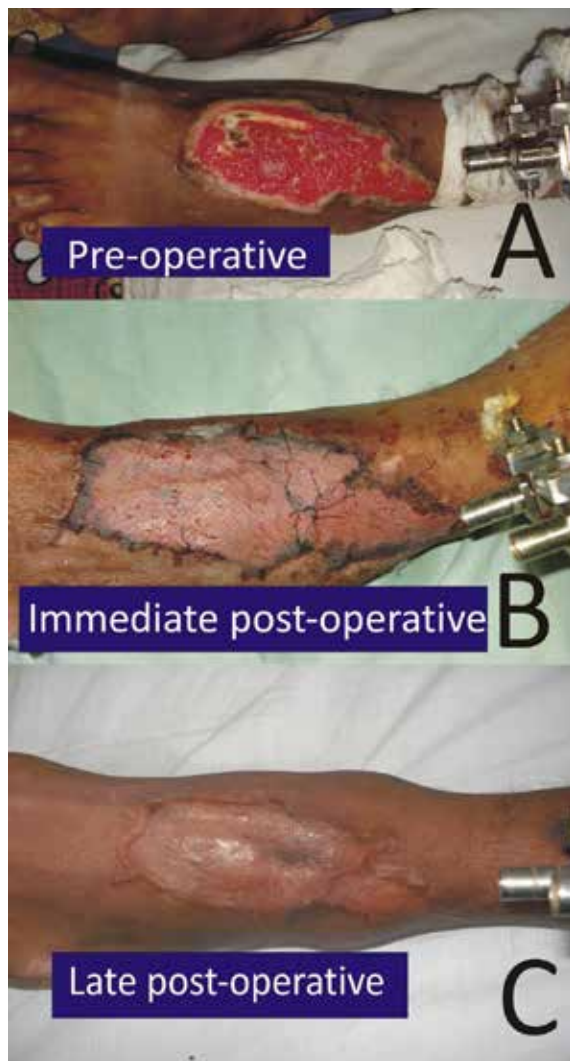 Pre-operative
A
Immediate post-operative
B
Late post-operative
C